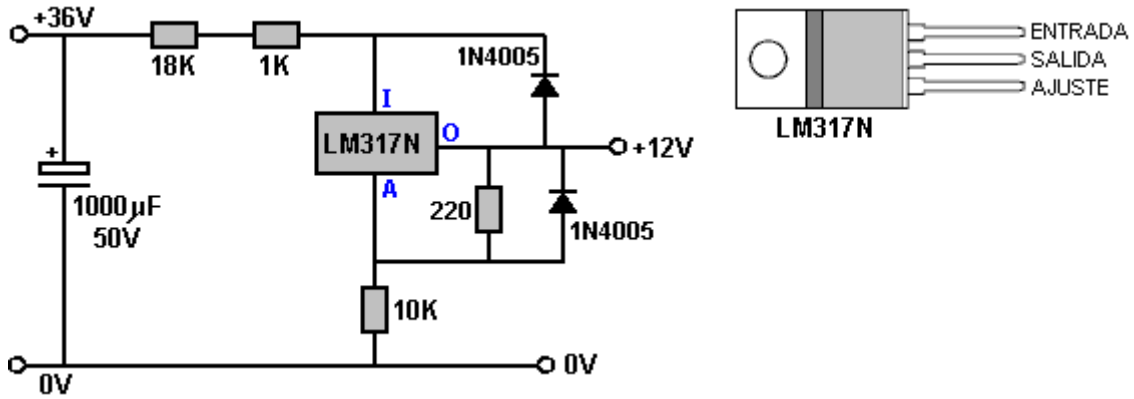 +36V
18K
1K
1N4005
I
LM317N
O
+12V
A
+
1000µF
50V
220
1N4005
10K
0V
0V
ENTRADA
SALIDA
AJUSTE
LM317N